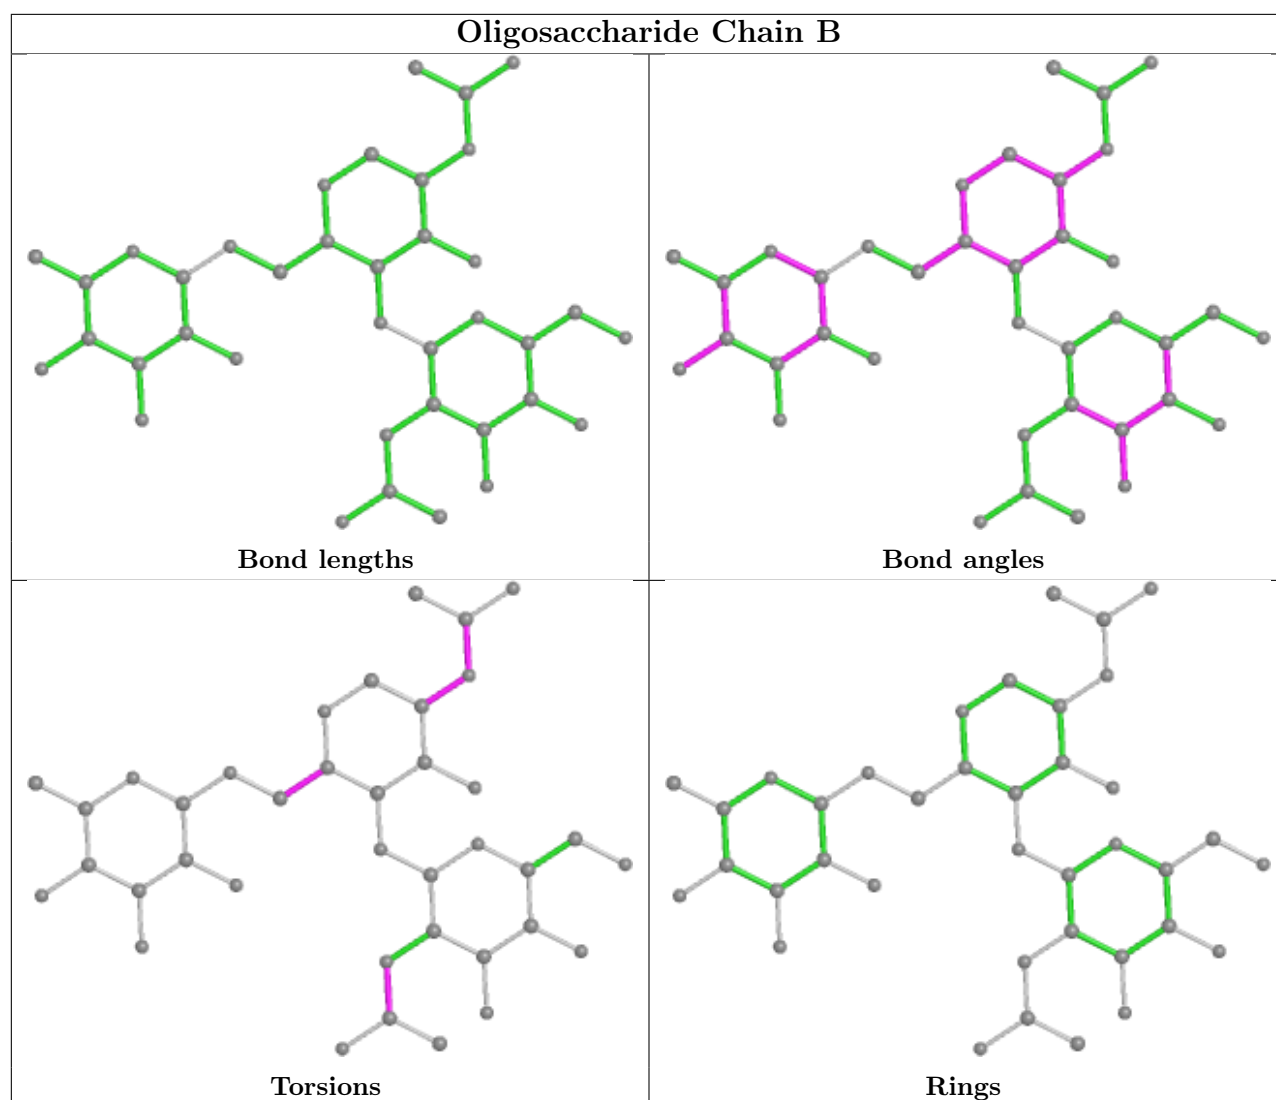 Oligosaccharide Chain B
Bond lengths
Bond angles
Torsions
Rings